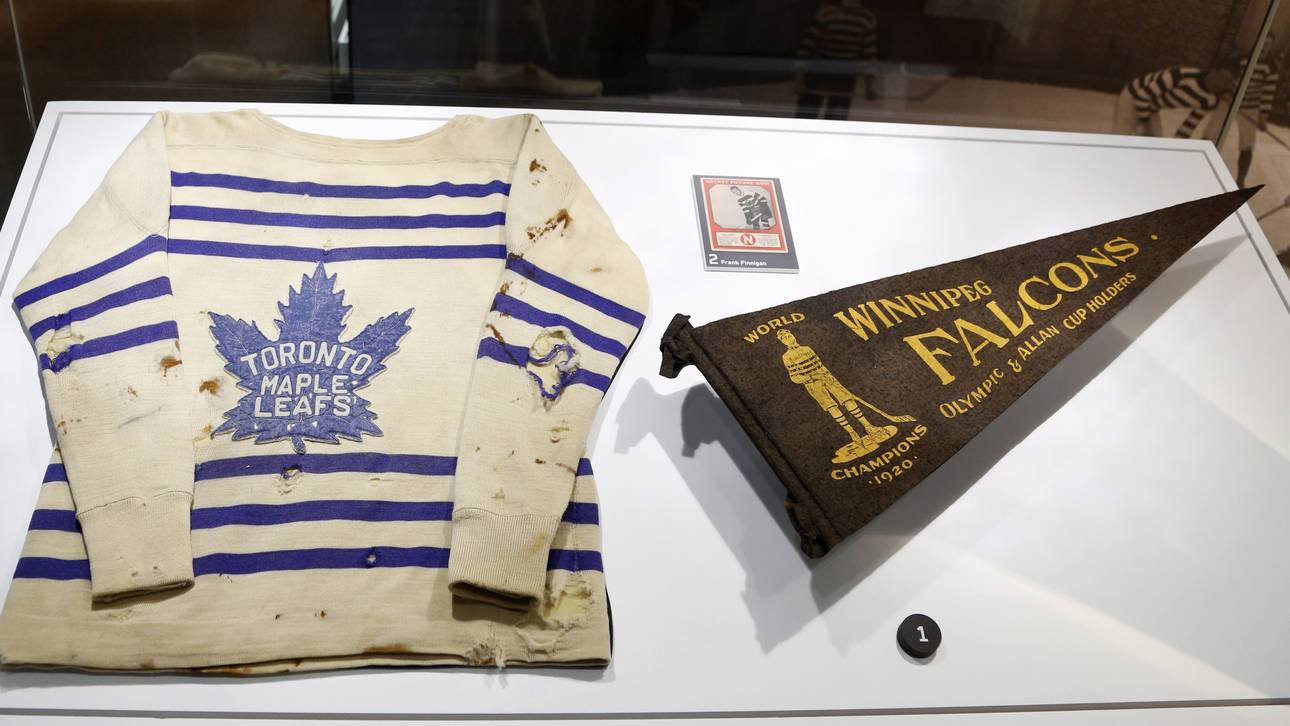 TORONTO
MAPLE
LEAFS
N
2 Frank Finnigan
WORLD
CHAMPIONS
·1920·
WINNIPEG
FALCONS
OLYMPIC & ALLAN CUP HOLDERS
1